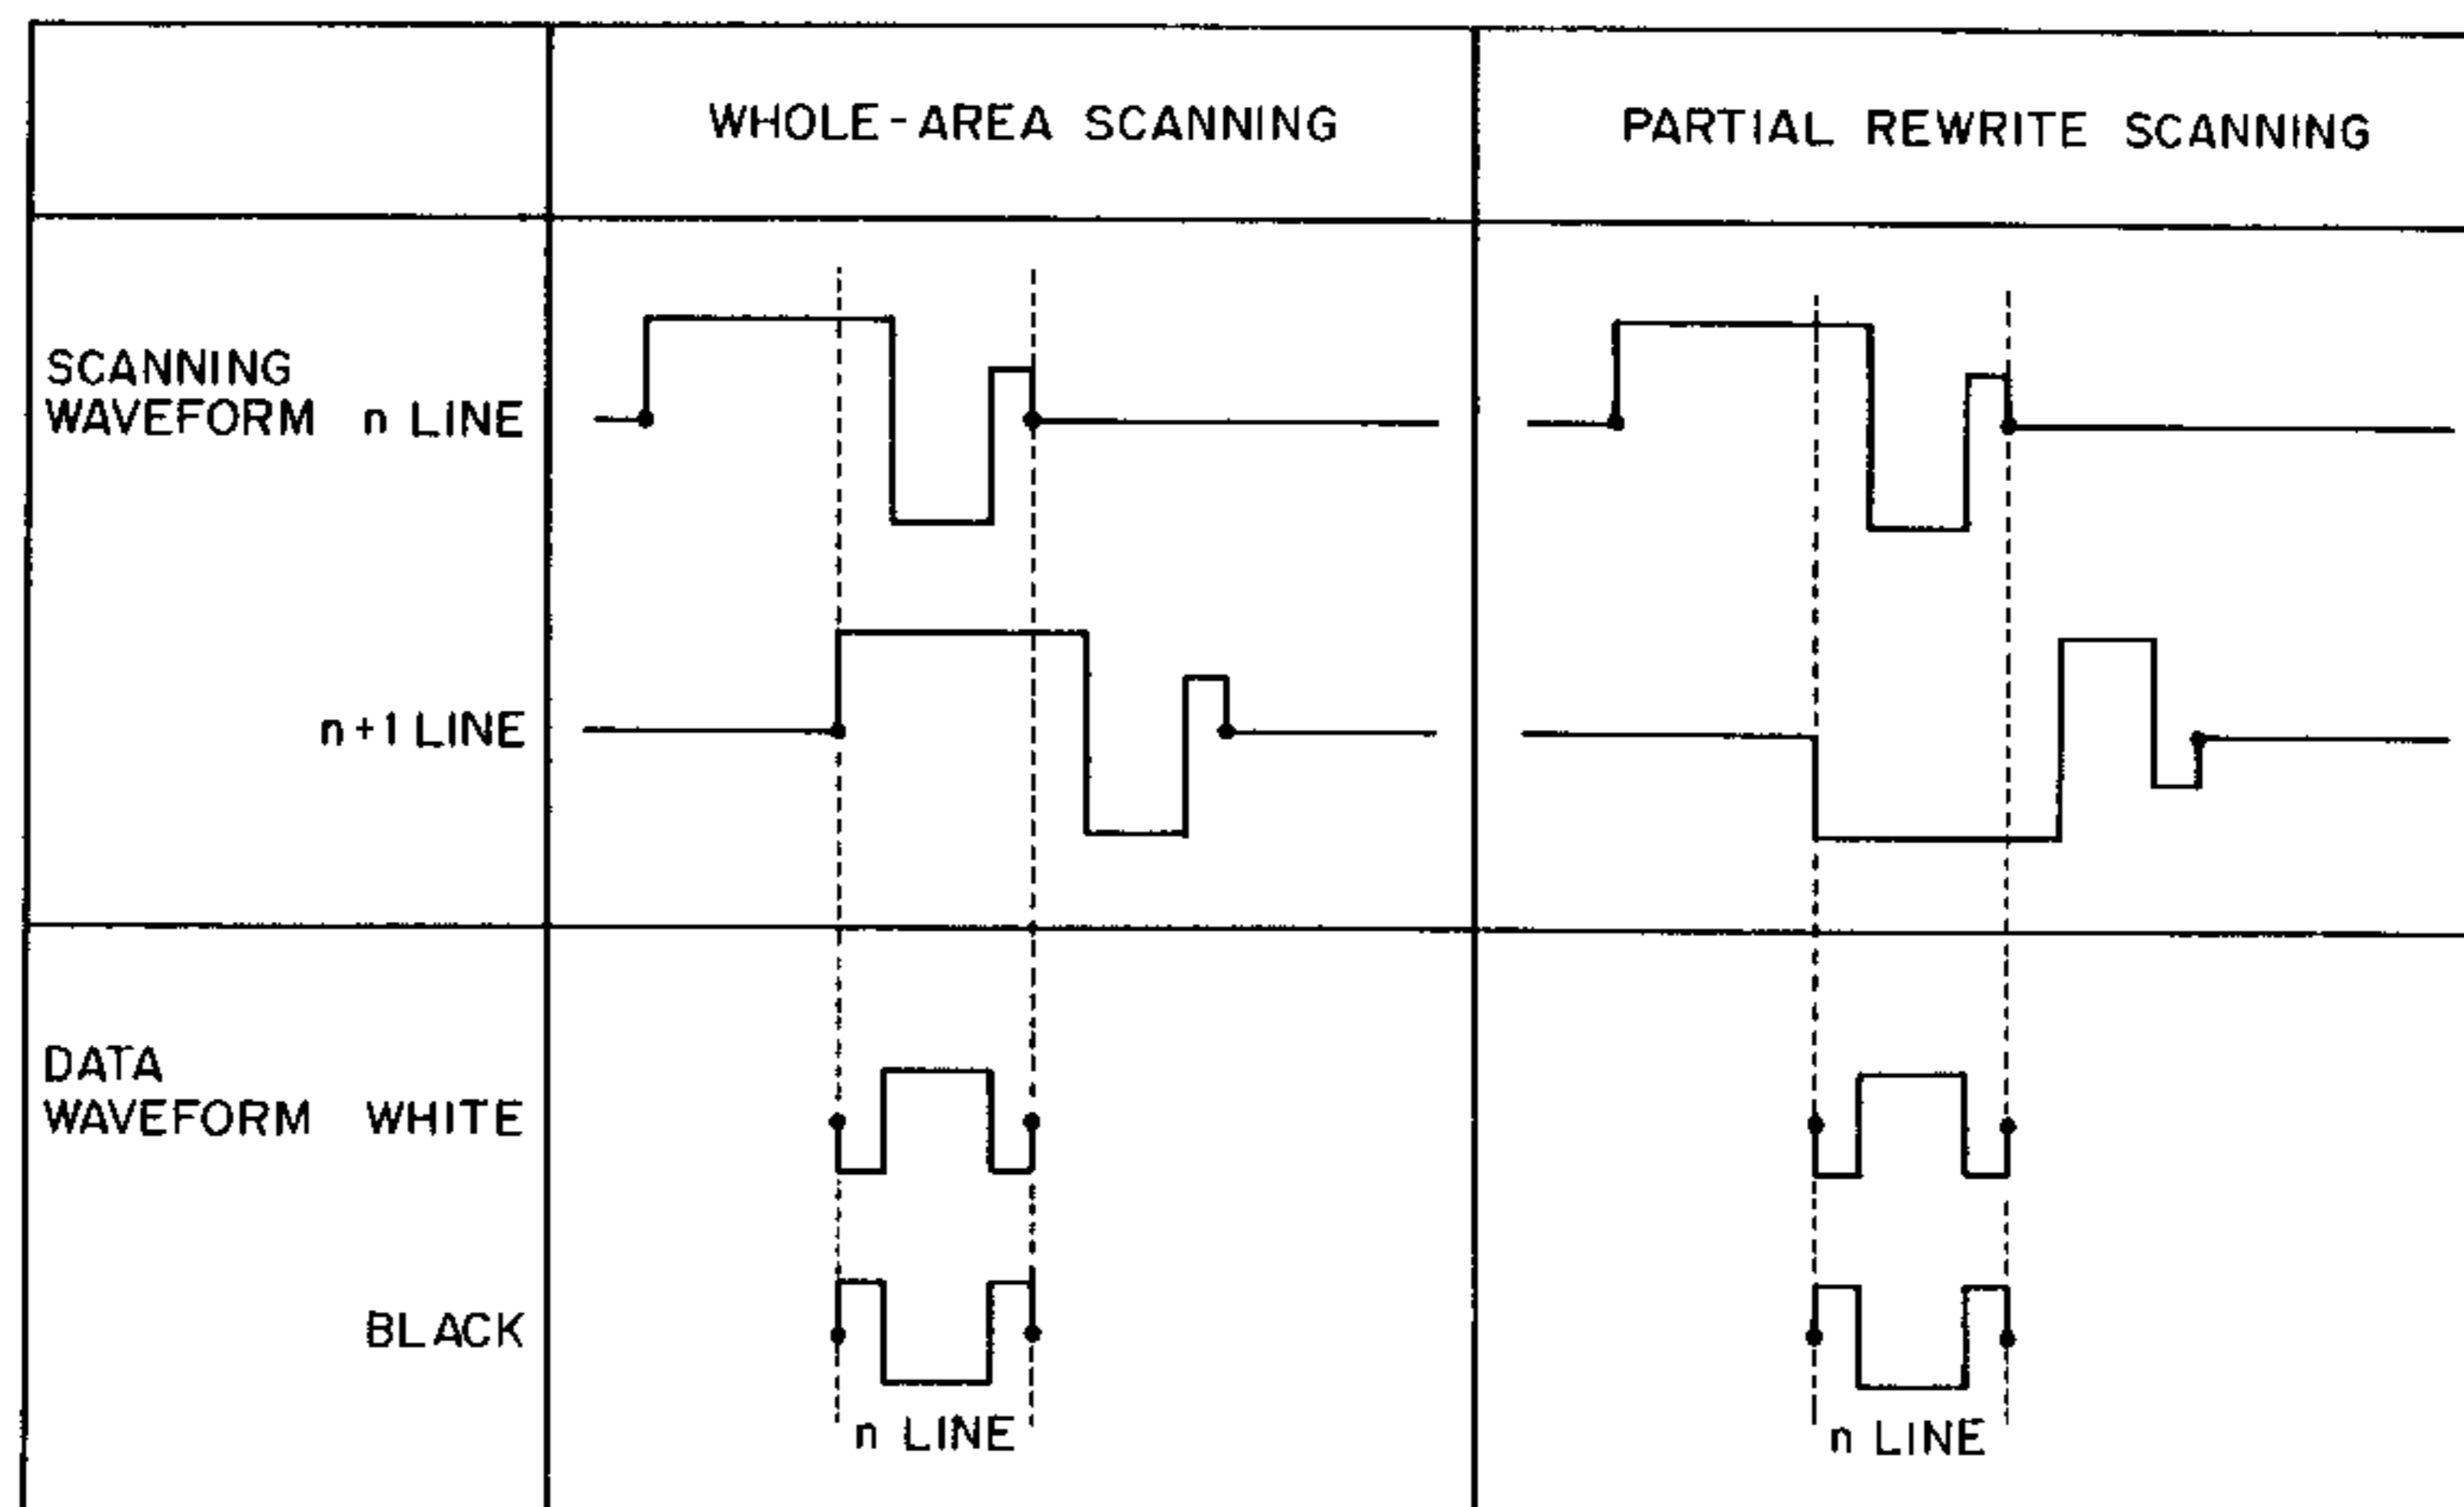 WHOLE-AREA SCANNING
PARTIAL REWRITE SCANNING
SCANNING
WAVEFORM n LINE
n+1 LINE
DATA
WAVEFORM WHITE
BLACK
n LINE
n LINE